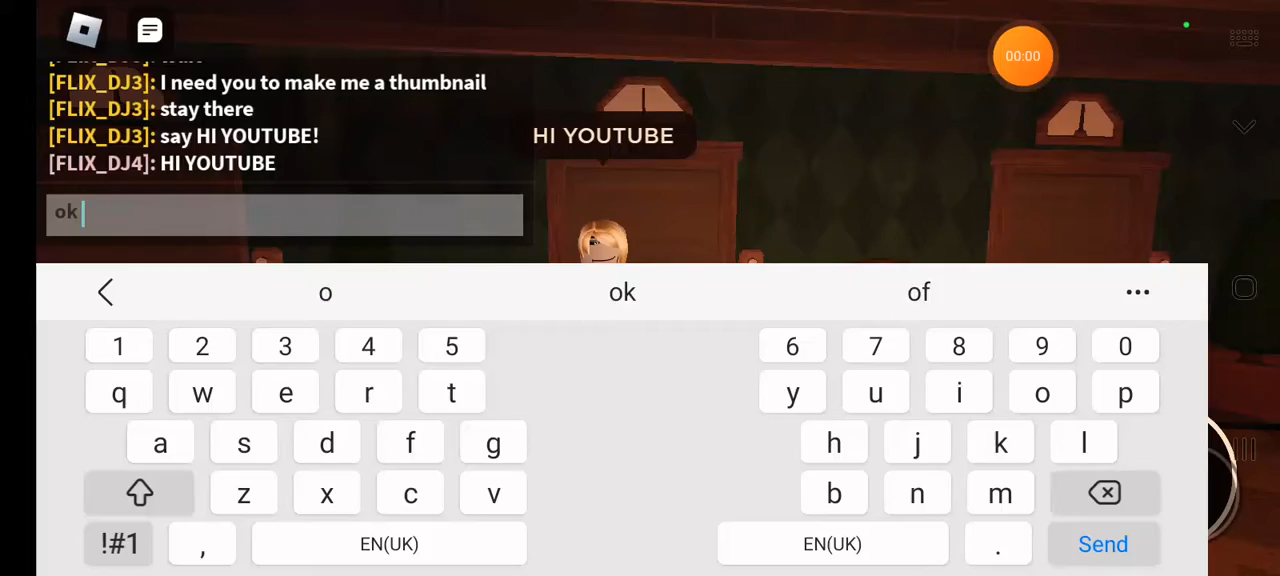 00:00
[FLIX_DJ3]: I need you to make me a thumbnail
[FLIX_DJ3]: stay there
[FLIX_DJ3]: say HI YOUTUBE!
[FLIX_DJ4]: HI YOUTUBE
HI YOUTUBE
ok
o ok of
1 2 3 4 5 6 7 8 9 0
q w e r t y u i o p
a s d f g h j k l
z x c v b n m
!#1 , EN(UK) EN(UK) . Send